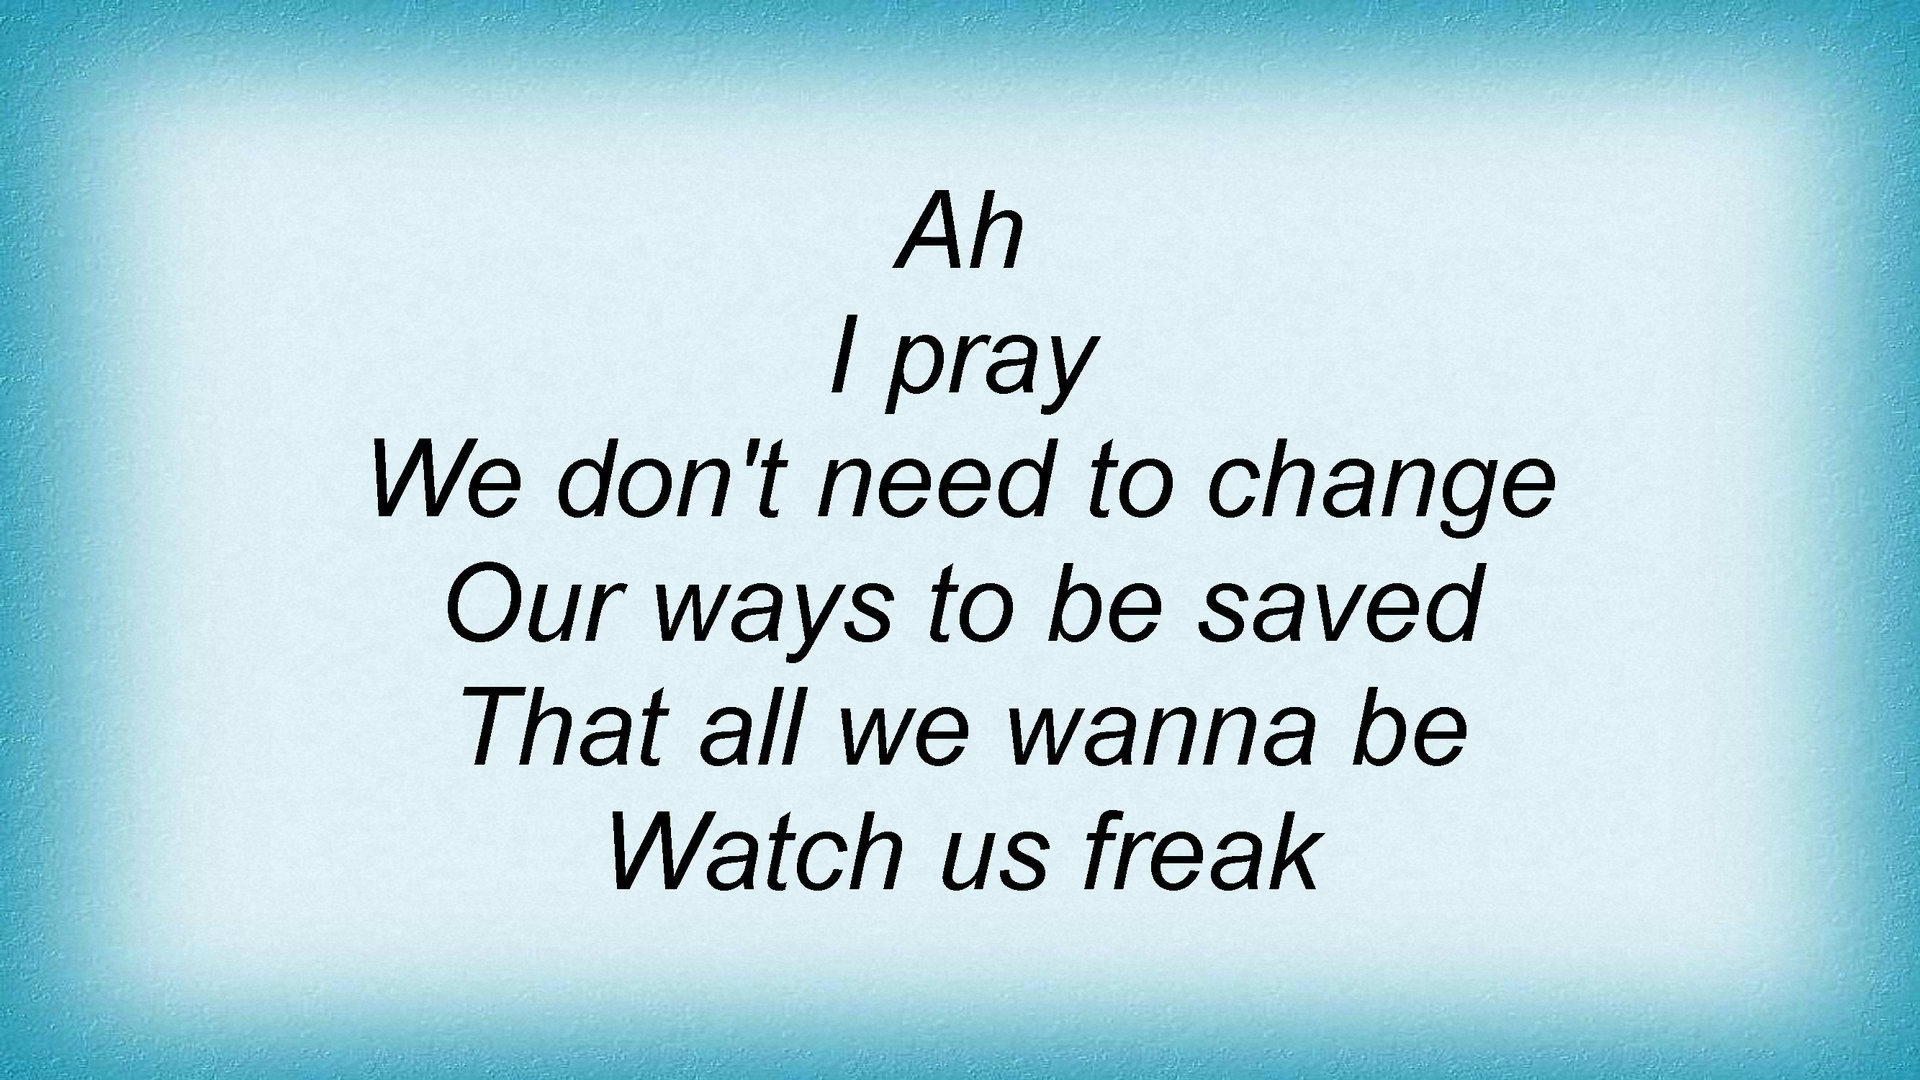 Ah
I pray
We don't need to change
Our ways to be saved
That all we wanna be
Watch us freak